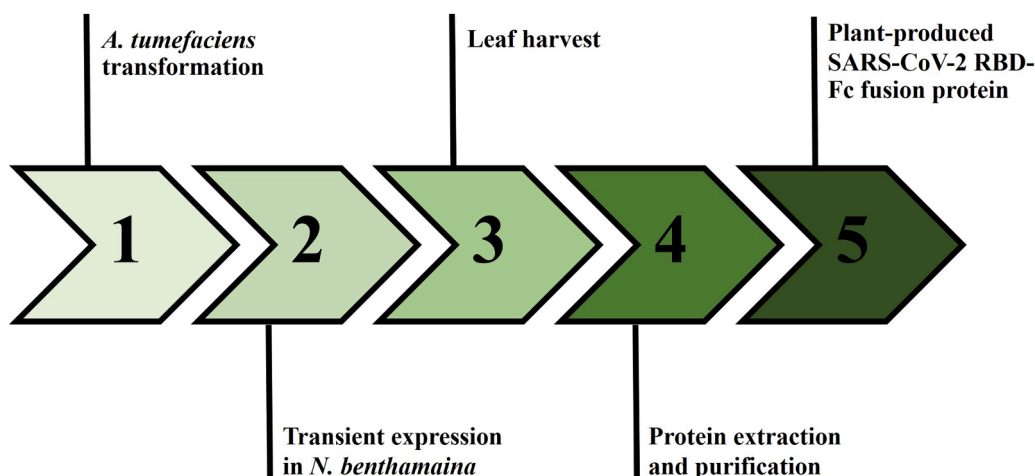 A. tumefaciens
transformation
Leaf harvest
Plant-produced
SARS-CoV-2 RBD-
Fc fusion protein
1
2
3
4
5
Transient expression
in N. benthamaina
Protein extraction
and purification